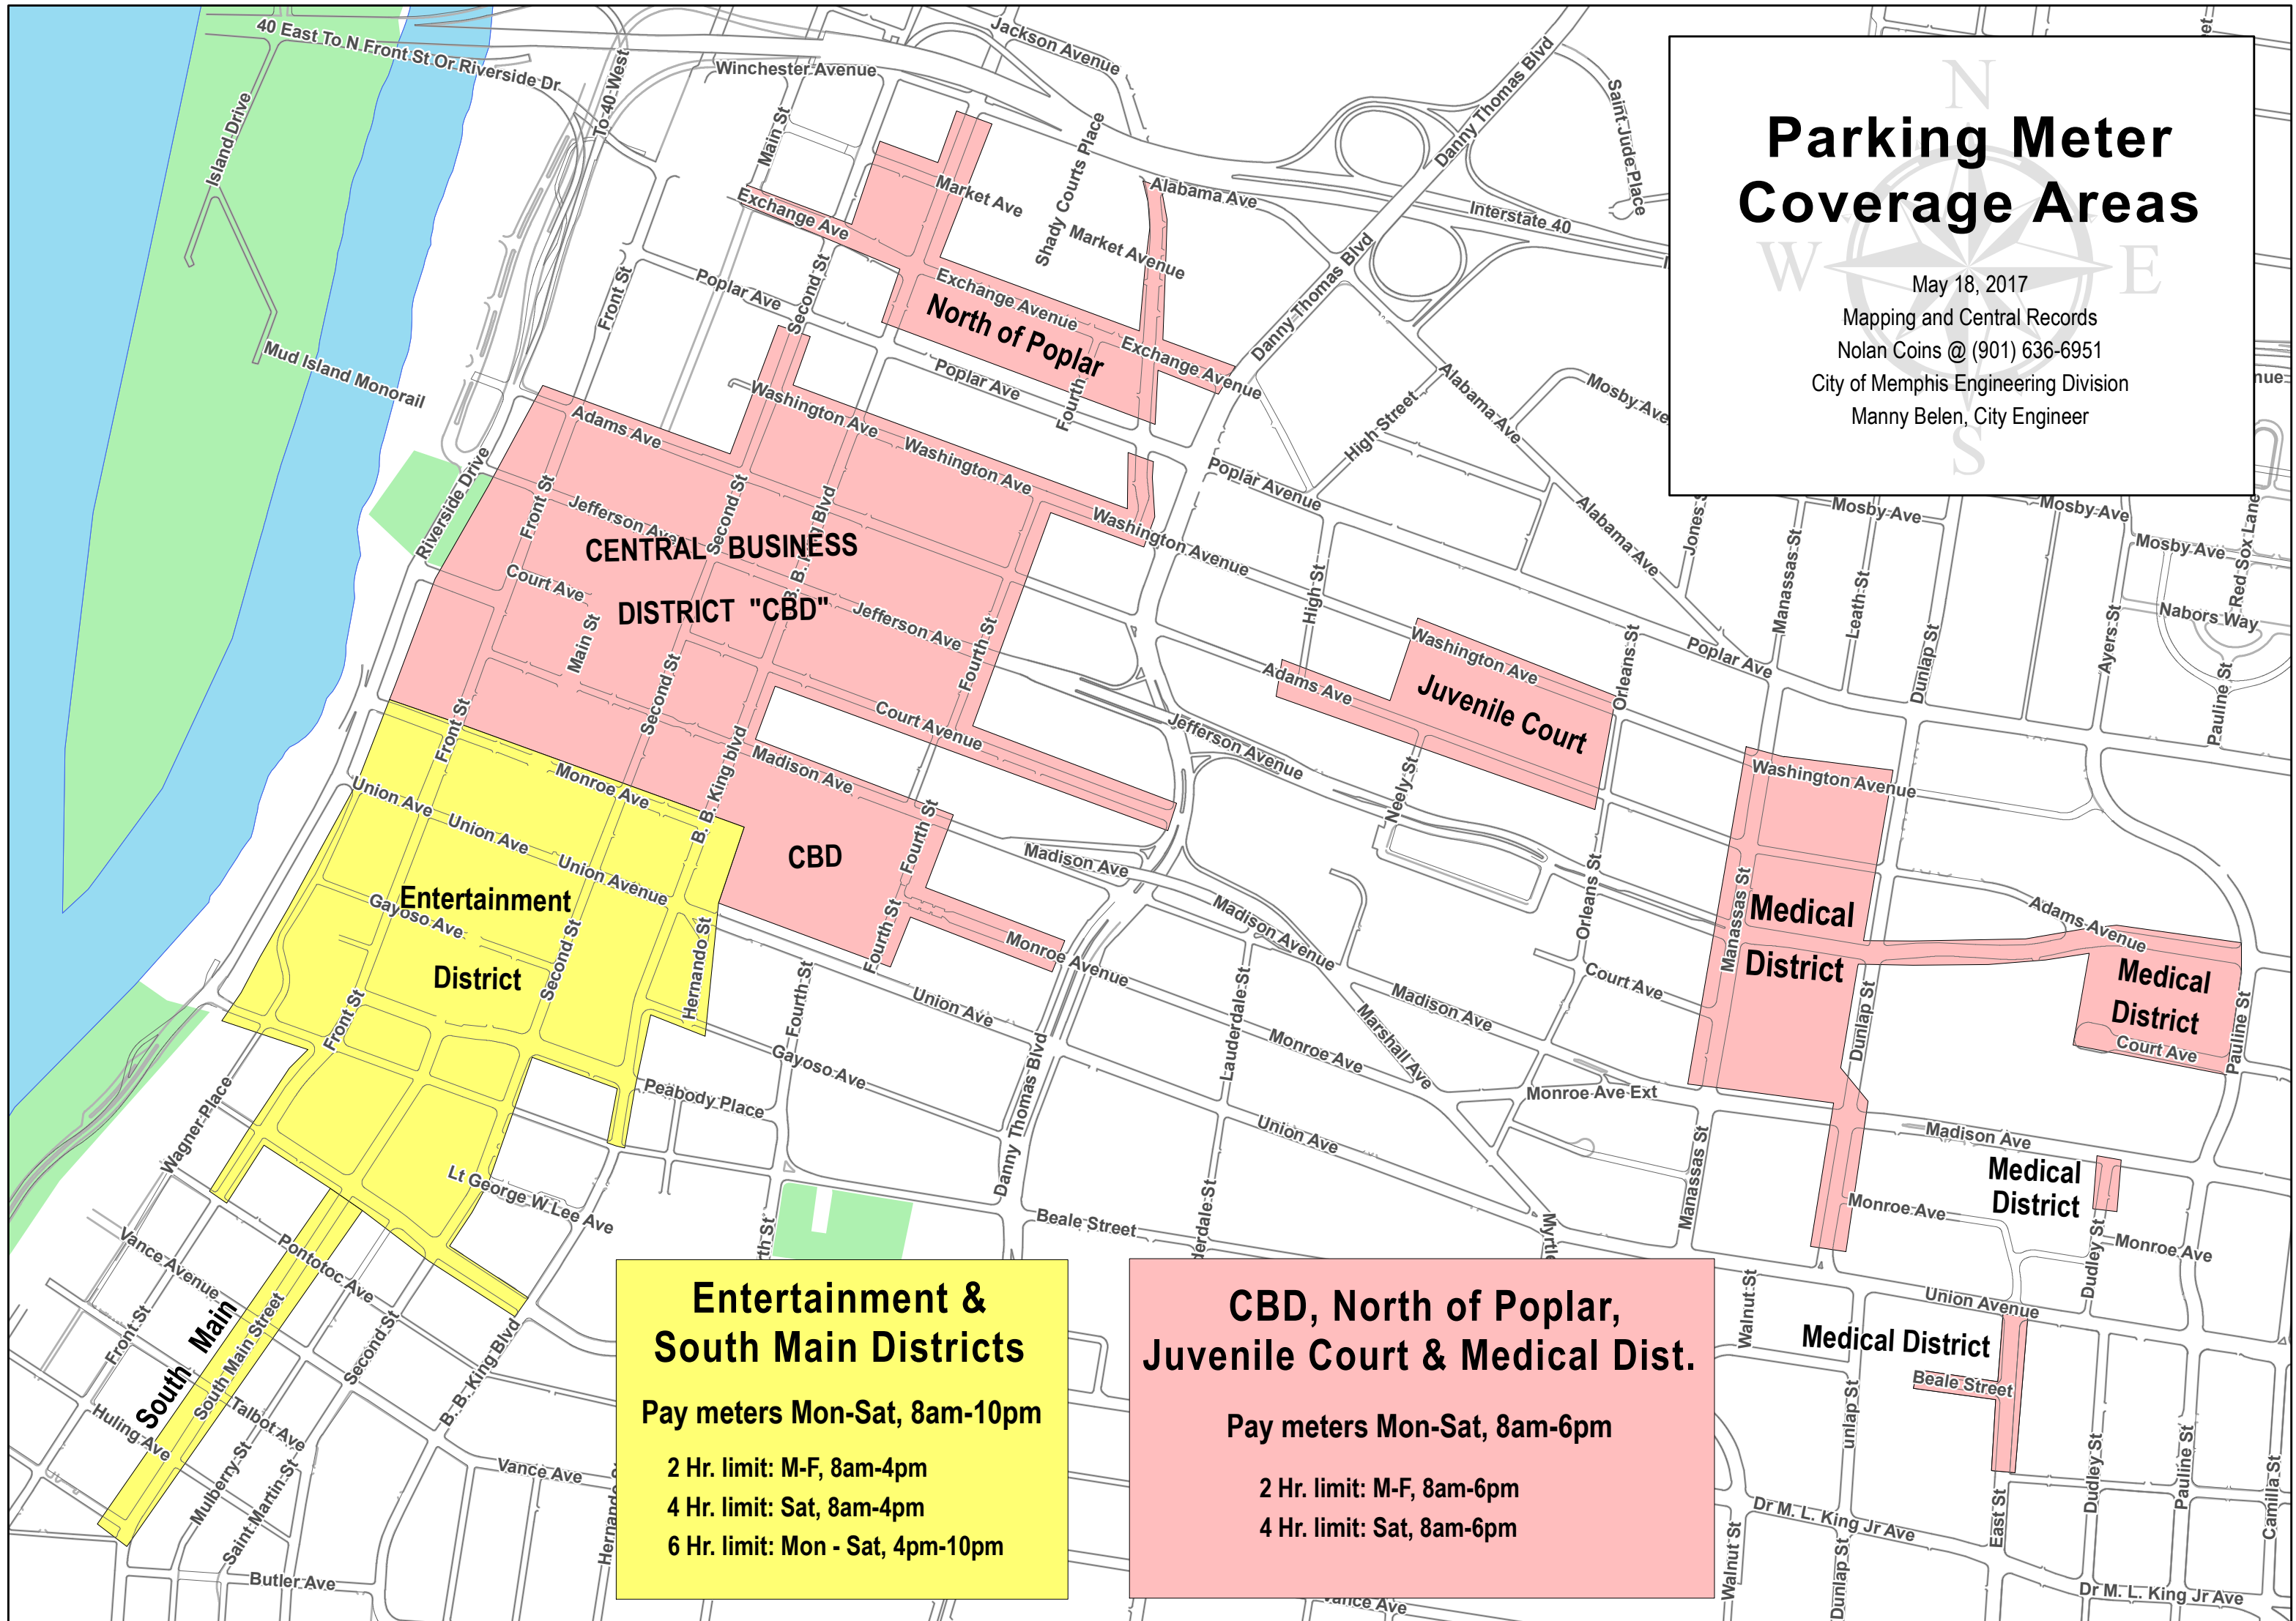 Parking Meter
Coverage Areas
N
W
E
S
May 18, 2017
Mapping and Central Records
Nolan Coins @ (901) 636-6951
City of Memphis Engineering Division
Manny Belen, City Engineer
40 East To N Front St Or Riverside Dr
To 40 West
Jackson Avenue
Winchester Avenue
Island Drive
Main St
Shady Courts Place
Danny Thomas Blvd
Saint Jude Place
Market Ave
Alabama Ave
Interstate 40
Exchange Ave
Market Avenue
Second St
Front St
Poplar Ave
Exchange Avenue
North of Poplar
Exchange Avenue
Danny Thomas Blvd
Mud Island Monorail
Poplar Ave
Fourth
High Street
Alabama Ave
Mosby Ave
Adams Ave
Washington Ave
Washington Ave
Riverside Drive
Front St
Jefferson Ave
Second St
B. B. King Blvd
Washington Avenue
Poplar Avenue
Alabama Ave
Jones S
Mosby Ave
Mosby Ave
Mosby Ave
Red Sox Lane
CENTRAL BUSINESS
DISTRICT "CBD"
Court Ave
Main St
Jefferson Ave
Fourth St
High St
Manassas St
Leath St
Nabors Way
Ayers St
Dunlap St
Pauline St
Washington Ave
Orleans St
Poplar Ave
Adams Ave
Juvenile Court
Front St
Second St
B. B. King blvd
Court Avenue
Jefferson Avenue
Neely St
Washington Avenue
Madison Ave
Monroe Ave
Union Ave
Union Ave
Union Avenue
CBD
Fourth St
Madison Ave
Madison Avenue
Orleans St
Manassas St
Medical
District
Adams Avenue
Medical
District
Court Ave
Pauline St
Entertainment
District
Gayoso Ave
Second St
Hernando St
Fourth St
Monroe Avenue
Union Ave
Lauderdale St
Madison Ave
Court Ave
Dunlap St
Front St
Fourth St
Gayoso Ave
Danny Thomas Blvd
Monroe Ave
Marshall Ave
Monroe Ave Ext
Wagner Place
Peabody Place
Union Ave
Manassas St
Madison Ave
Medical
District
Monroe Ave
Dudley St
Monroe Ave
Lt George W Lee Ave
Beale Street
derdale St
Myrtl
th St
Vance Avenue
Pontotoc Ave
Front St
South Main
South Main Street
Second St
B. B. King Blvd
Huling Ave
Talbot Ave
Mulberry St
Saint Martin St
Vance Ave
Hernand
Butler Ave
Walnut St
Union Avenue
Medical District
Beale Street
unlap St
Dudley St
Pauline St
Camilla St
East St
Dr M. L. King Jr Ave
Walnut St
Dunlap St
Dr M. L. King Jr Ave
ance Ave
Entertainment &
South Main Districts
Pay meters Mon-Sat, 8am-10pm
2 Hr. limit: M-F, 8am-4pm
4 Hr. limit: Sat, 8am-4pm
6 Hr. limit: Mon - Sat, 4pm-10pm
CBD, North of Poplar,
Juvenile Court & Medical Dist.
Pay meters Mon-Sat, 8am-6pm
2 Hr. limit: M-F, 8am-6pm
4 Hr. limit: Sat, 8am-6pm